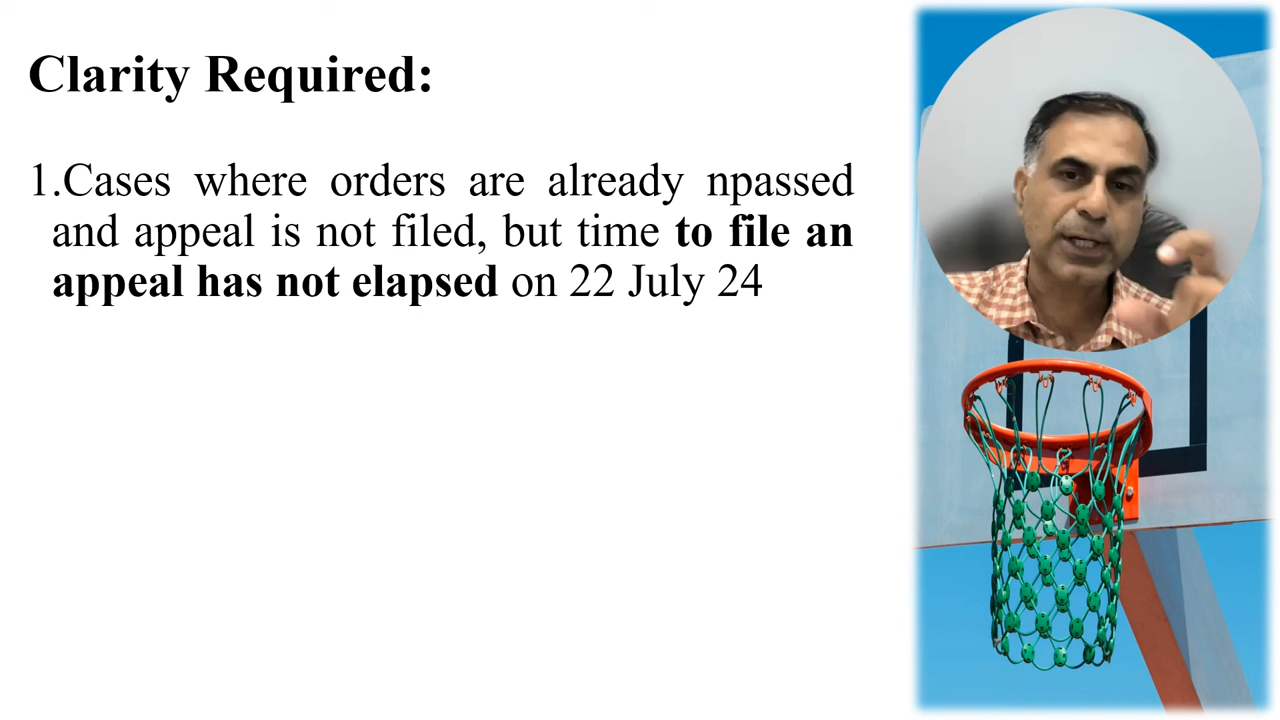 Clarity Required:
1.Cases where orders are already npassed
and appeal is not filed, but time to file an
appeal has not elapsed on 22 July 24